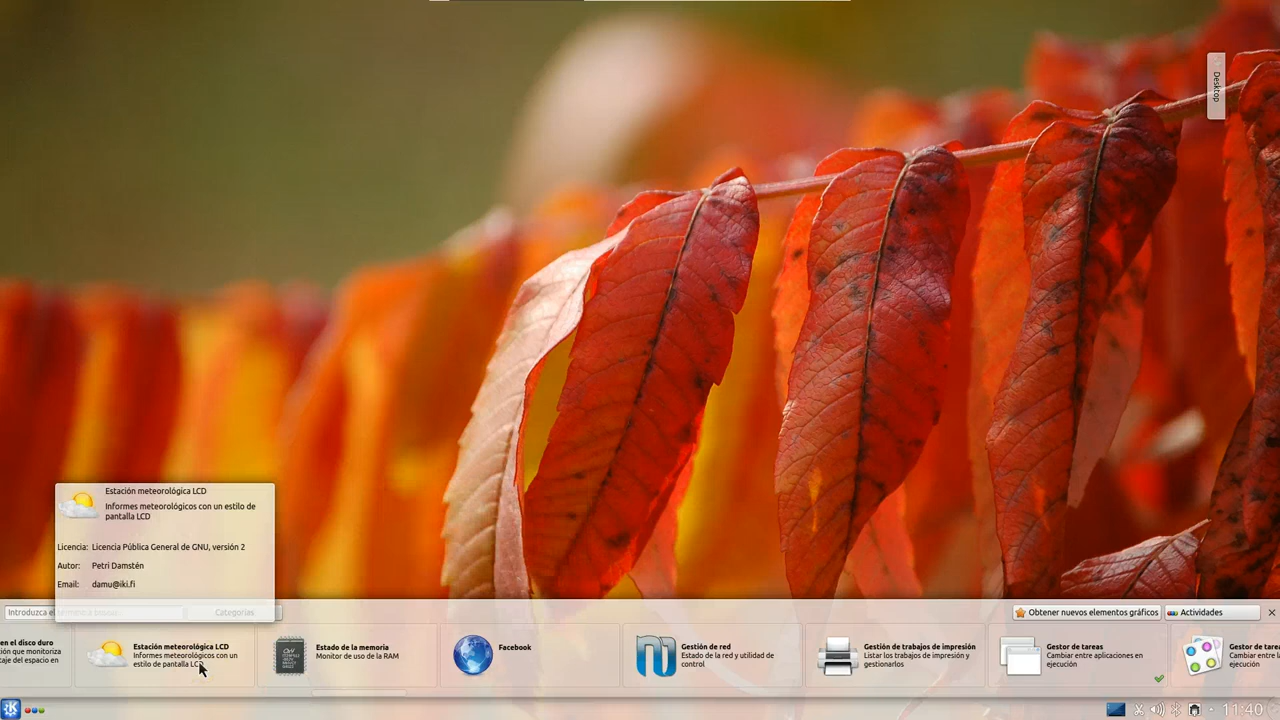 Desktop
Estación meteorológica LCD
Informes meteorológicos con un estilo de
pantalla LCD
Licencia: Licencia Pública General de GNU, versión 2
Autor: Petri Damstén
Email: damu@iki.fi
Introduzca el
Categorías
Obtener nuevos elementos gráficos
Actividades
en el disco duro
ción que monitoriza
taje del espacio en
Estación meteorológica LCD
Informes meteorológicos con un
estilo de pantalla LCD
Estado de la memoria
Monitor de uso de la RAM
Facebook
Gestión de red
Estado de la red y utilidad de
control
Gestión de trabajos de impresión
Listar los trabajos de impresión y
gestionarlos
Gestor de tareas
Cambiar entre aplicaciones en
ejecución
Gestor de tarea
Cambiar entre la
ejecución
11:40